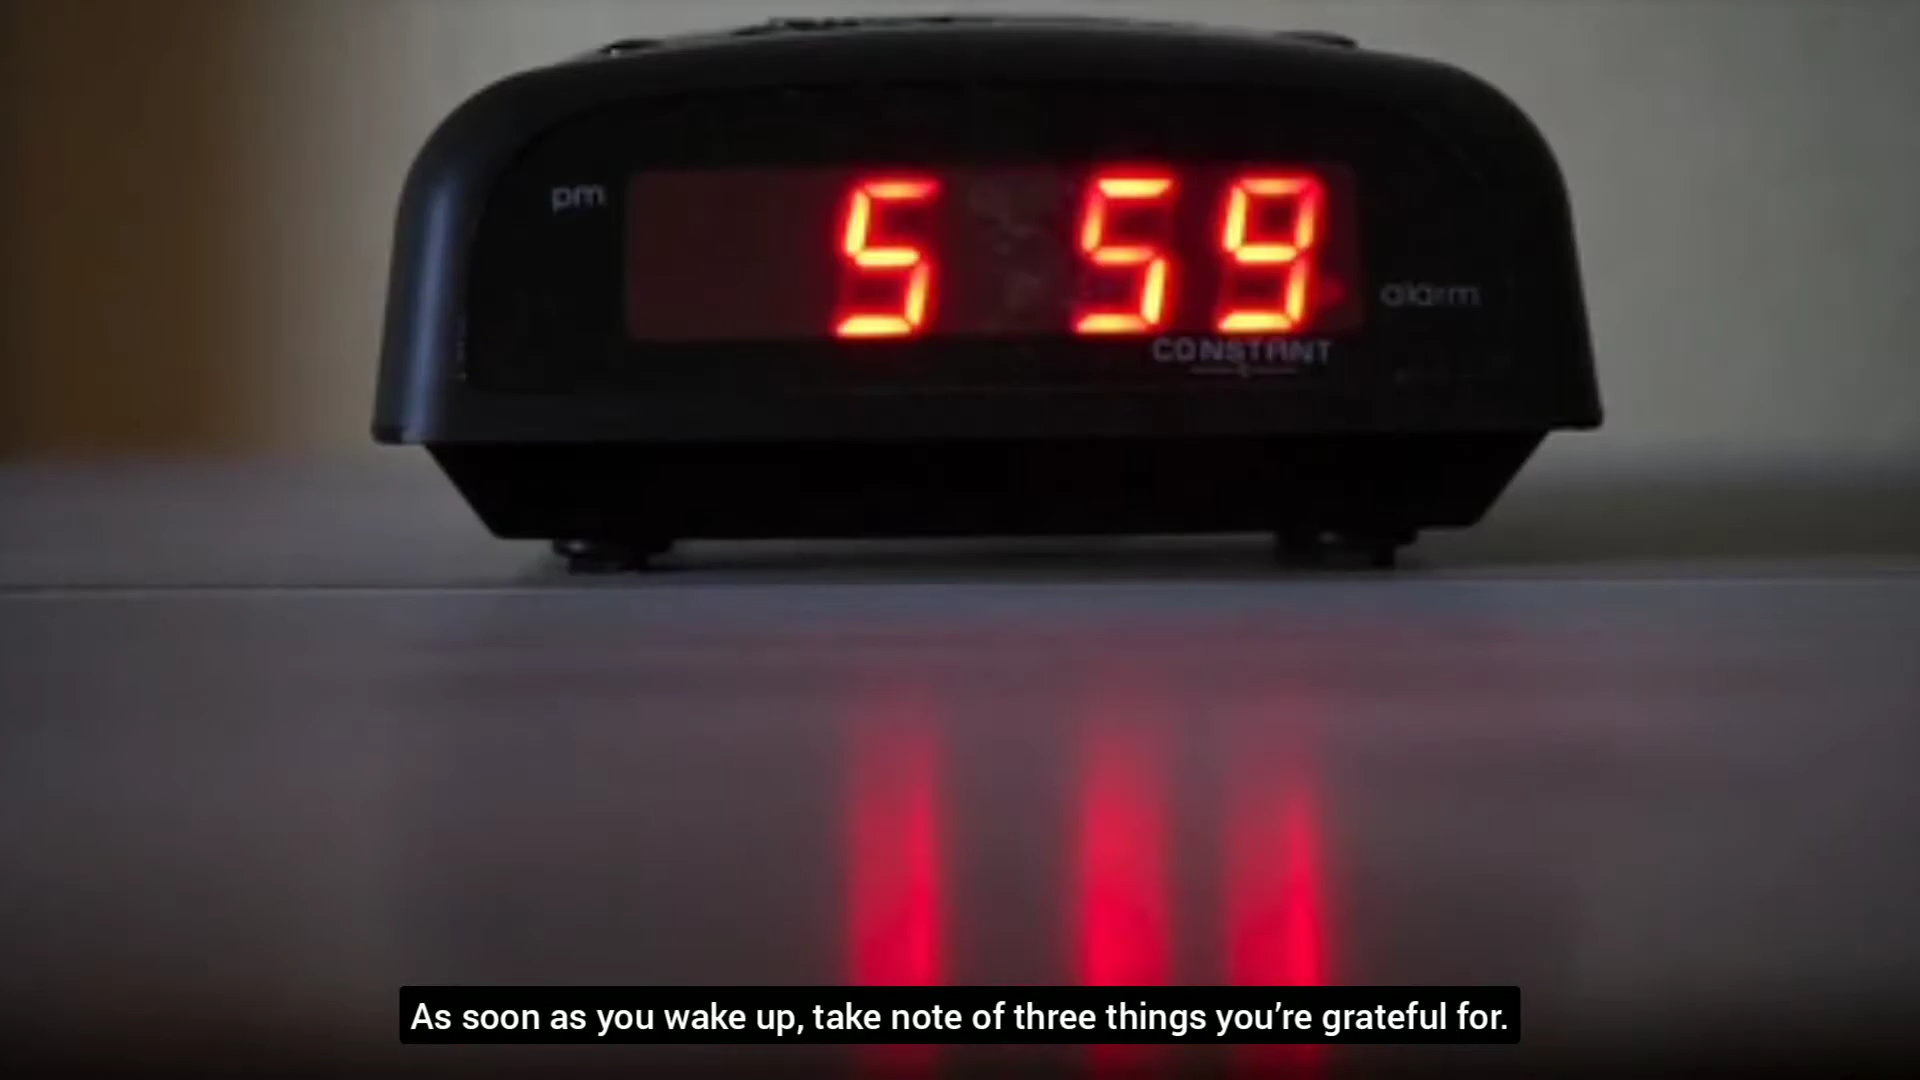 pm
5 59
alarm
CONSTANT
As soon as you wake up, take note of three things you’re grateful for.